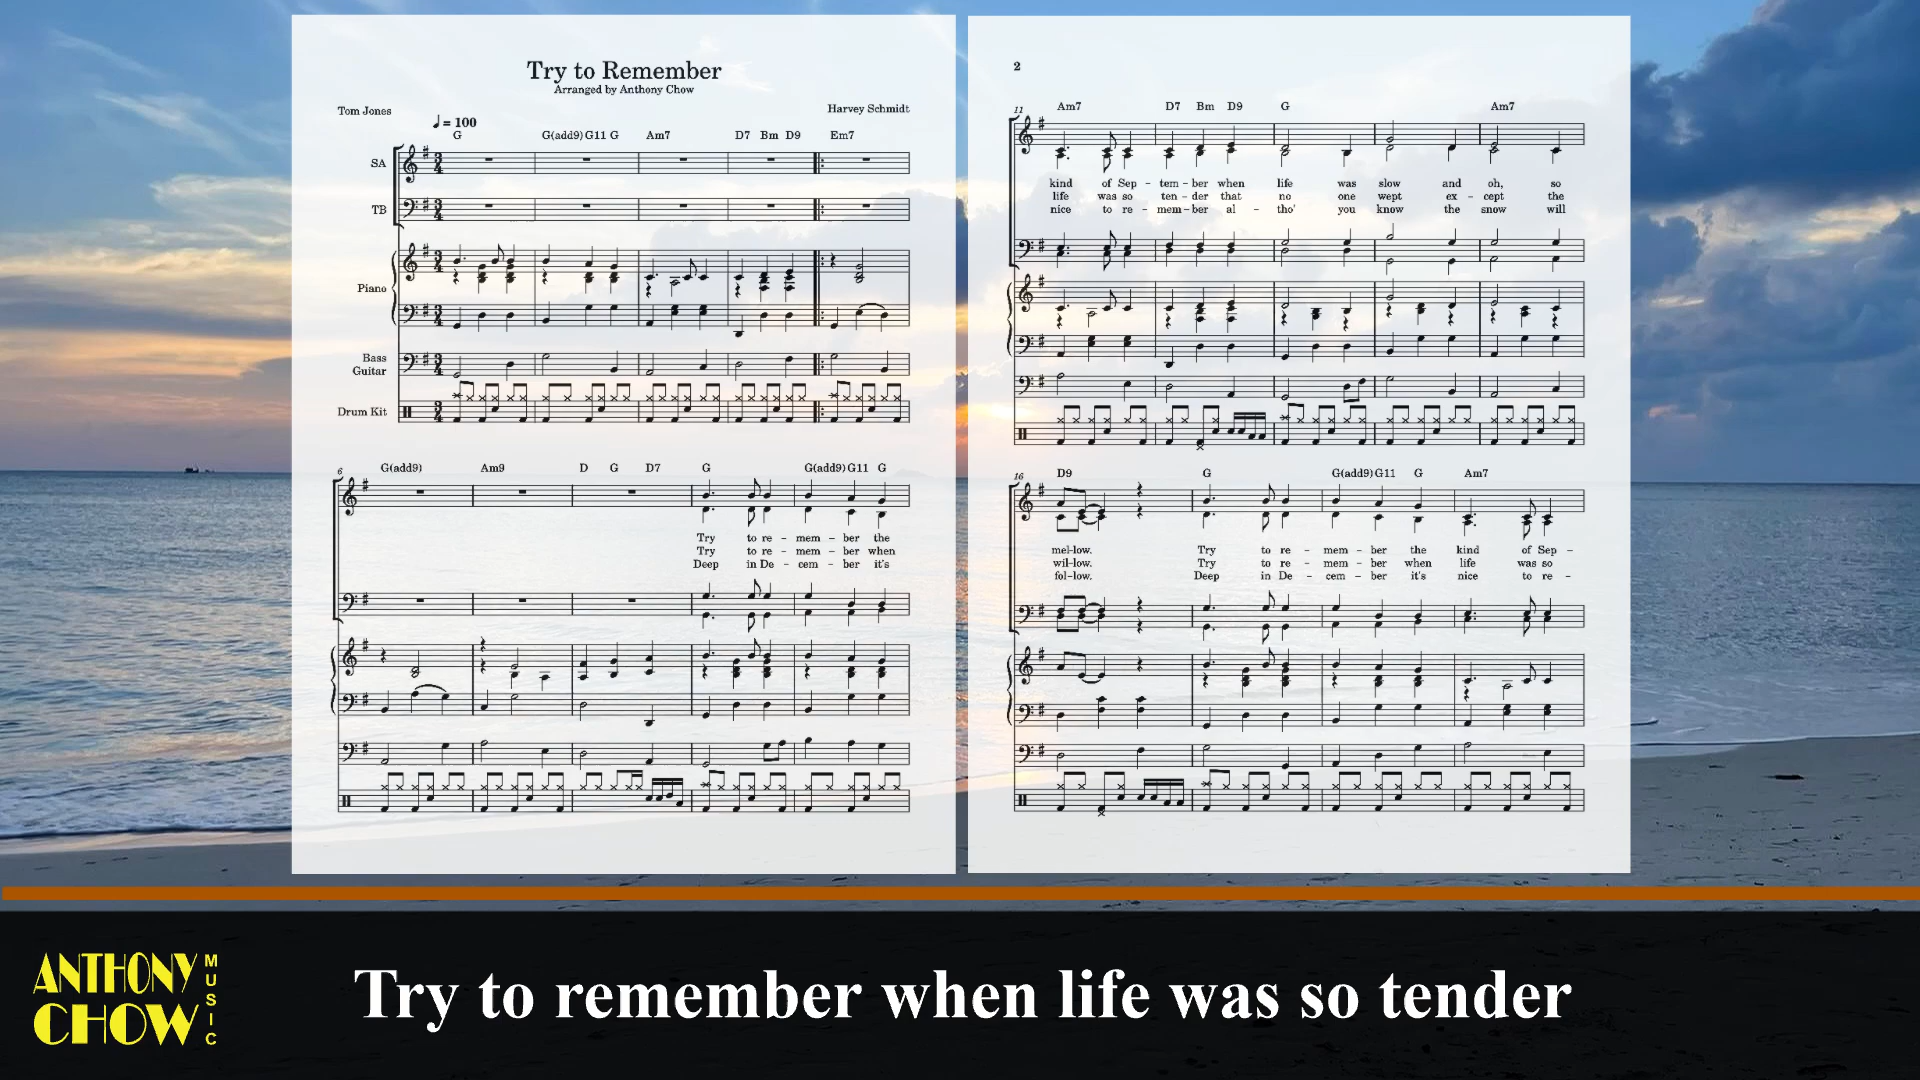 Try to Remember
Arranged by Anthony Chow
Tom Jones
Harvey Schmidt
♩ = 100
G G(add9) G11 G Am7 D7 Bm D9 Em7
SA
TB
Piano
Bass
Guitar
Drum Kit
6
G(add9) Am9 D G D7 G G(add9) G11 G
Try to re - mem - ber the
Try to re - mem - ber when
Deep in De - cem - ber it's
2
11
Am7 D7 Bm D9 G Am7
kind of Sep - tem - ber when life was slow and oh, so
life was so ten - der that no one wept ex - cept the
nice to re - mem - ber al - tho' you know the snow will
16
D9 G G(add9) G11 G Am7
mel-low. Try to re - mem - ber the kind of Sep -
wil-low. Try to re - mem - ber when life was so
fol-low. Deep in De - cem - ber it's nice to re -
ANTHONY
CHOW
MUSIC
Try to remember when life was so tender